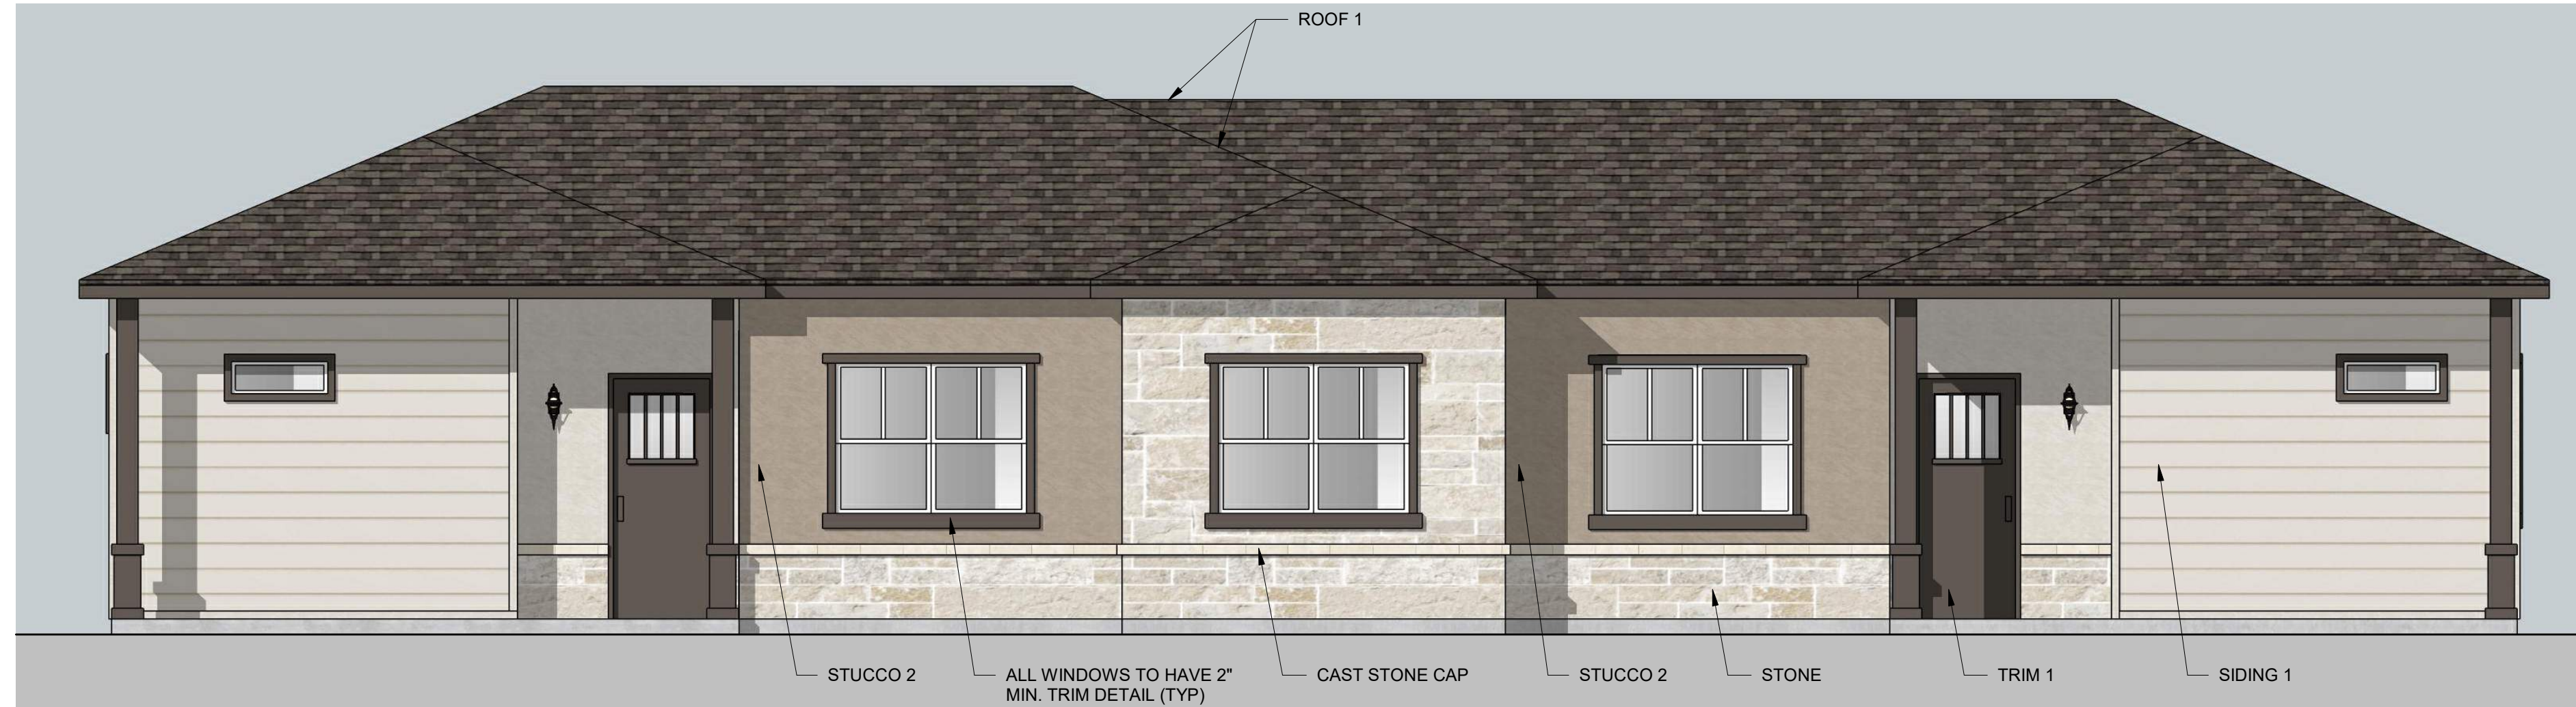 ROOF 1
STUCCO 2
ALL WINDOWS TO HAVE 2"
MIN. TRIM DETAIL (TYP)
CAST STONE CAP
STUCCO 2
STONE
TRIM 1
SIDING 1